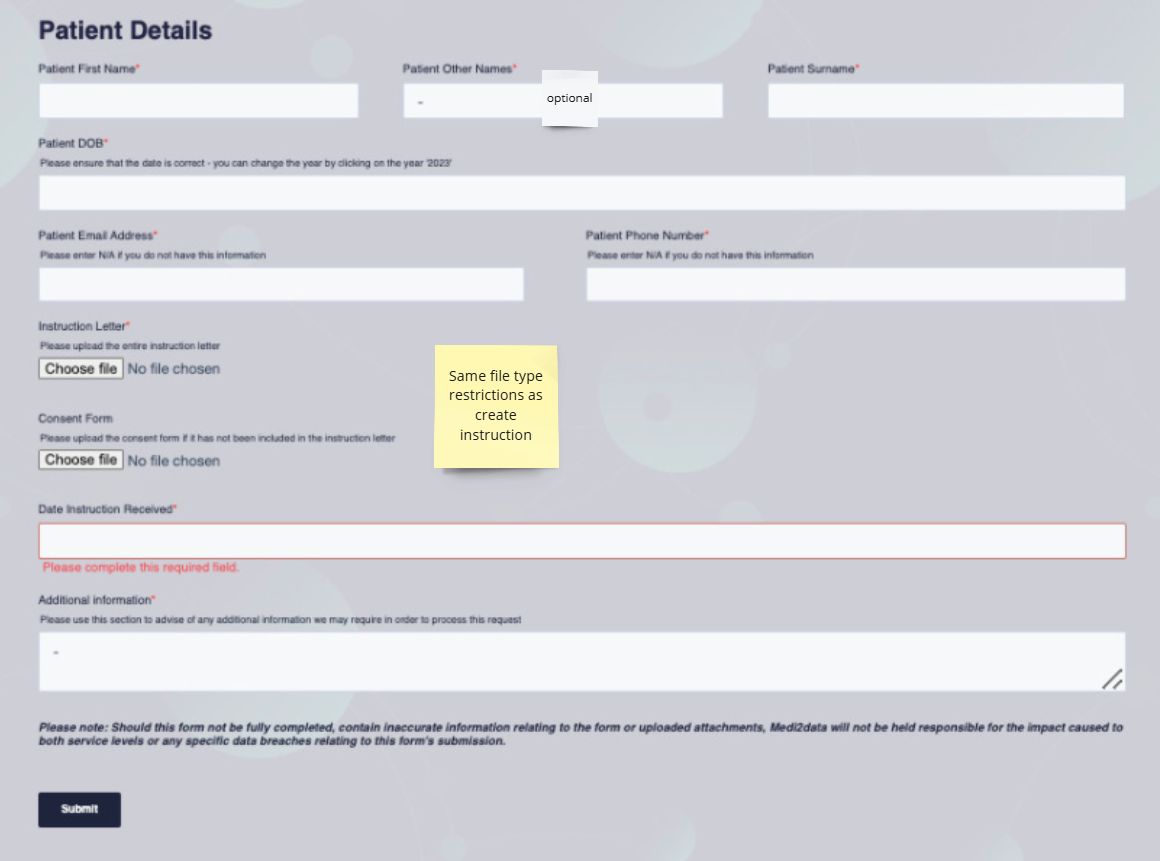 Patient Details
Patient First Name*
Patient Other Names*
Patient Surname*
-
optional
Patient DOB*
Please ensure that the date is correct - you can change the year by clicking on the year '2023'
Patient Email Address*
Patient Phone Number*
Please enter N/A if you do not have this information
Please enter N/A if you do not have this information
Instruction Letter*
Please upload the entire instruction letter
Choose file No file chosen
Same file type
restrictions as
create
instruction
Consent Form
Please upload the consent form if it has not been included in the instruction letter
Choose file No file chosen
Date Instruction Received*
Please complete this required field.
Additional information*
Please use this section to advise of any additional information we may require in order to process this request
-
Please note: Should this form not be fully completed, contain inaccurate information relating to the form or uploaded attachments, Medi2data will not be held responsible for the impact caused to
both service levels or any specific data breaches relating to this form's submission.
Submit